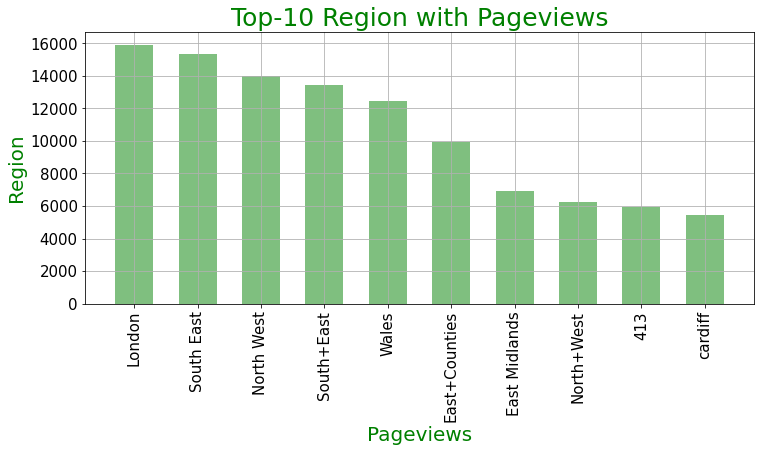 Top-10 Region with Pageviews
Region
16000
14000
12000
10000
8000
6000
4000
2000
0
London
South East
North West
South+East
Wales
East+Counties
East Midlands
North+West
413
cardiff
Pageviews